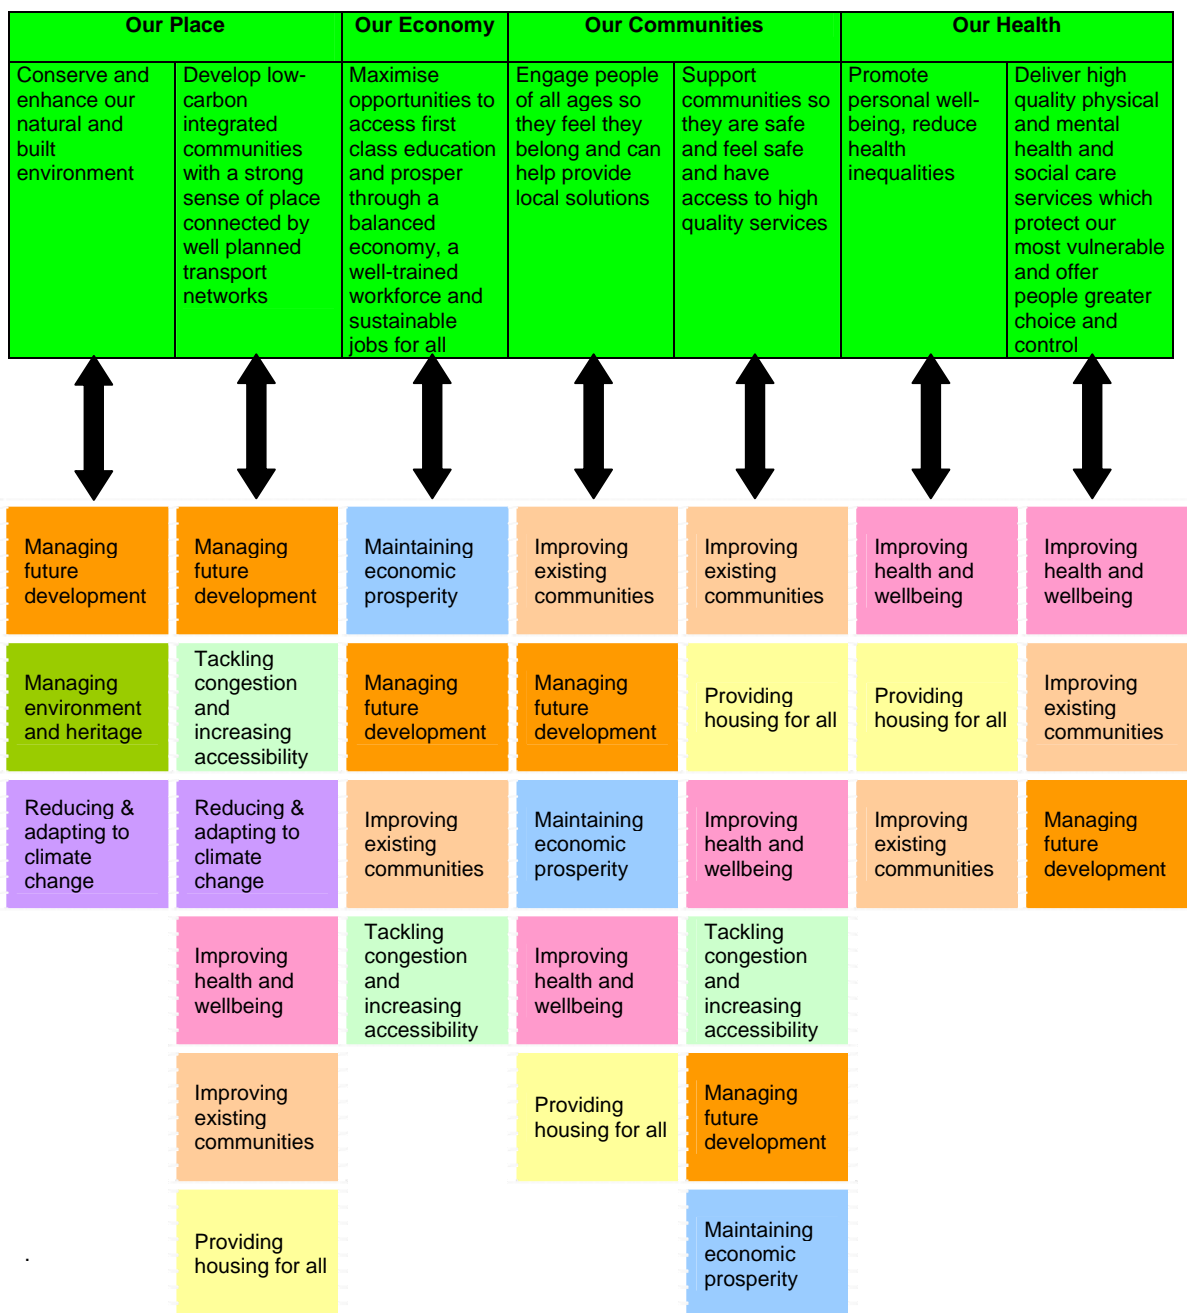 Our Place
Our Economy
Our Communities
Our Health
Conserve and
enhance our
natural and
built
environment
Develop low-
carbon
integrated
communities
with a strong
sense of place
connected by
well planned
transport
networks
Maximise
opportunities to
access first
class education
and prosper
through a
balanced
economy, a
well-trained
workforce and
sustainable
jobs for all
Engage people
of all ages so
they feel they
belong and can
help provide
local solutions
Support
communities so
they are safe
and feel safe
and have
access to high
quality services
Promote
personal well-
being, reduce
health
inequalities
Deliver high
quality physical
and mental
health and
social care
services which
protect our
most vulnerable
and offer
people greater
choice and
control
Managing
future
development
Managing
future
development
Maintaining
economic
prosperity
Improving
existing
communities
Improving
existing
communities
Improving
health and
wellbeing
Improving
health and
wellbeing
Managing
environment
and heritage
Tackling
congestion
and
increasing
accessibility
Managing
future
development
Managing
future
development
Providing
housing for all
Providing
housing for all
Improving
existing
communities
Reducing &
adapting to
climate
change
Reducing &
adapting to
climate
change
Improving
existing
communities
Maintaining
economic
prosperity
Improving
health and
wellbeing
Improving
existing
communities
Managing
future
development
Improving
health and
wellbeing
Tackling
congestion
and
increasing
accessibility
Improving
health and
wellbeing
Tackling
congestion
and
increasing
accessibility
Improving
existing
communities
Providing
housing for all
Managing
future
development
.
Providing
housing for all
Maintaining
economic
prosperity